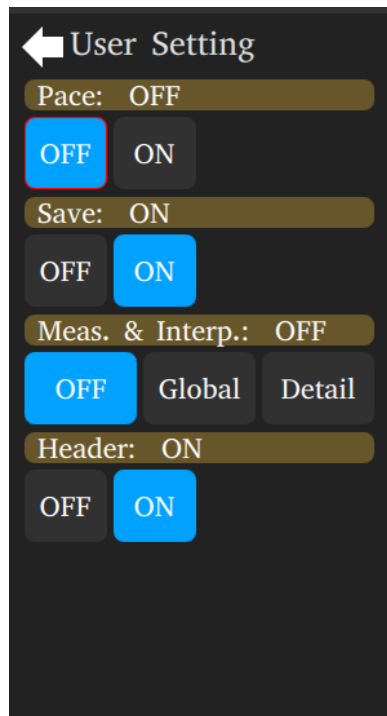 User Setting
Pace: OFF
OFF ON
Save: ON
OFF ON
Meas. & Interp.: OFF
OFF Global Detail
Header: ON
OFF ON